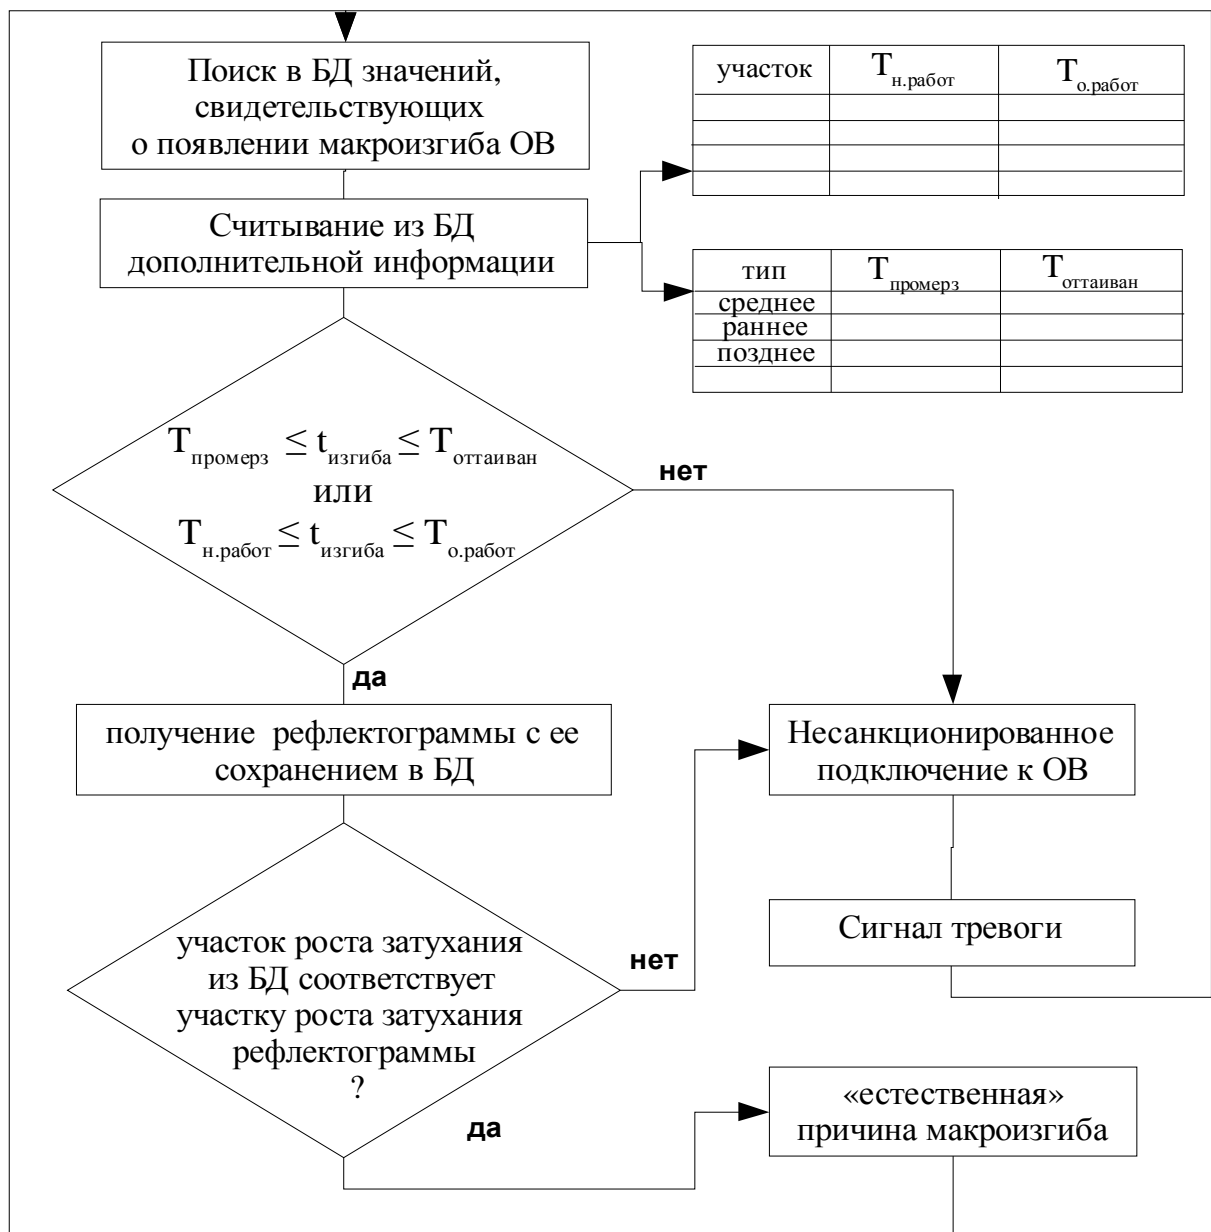 Поиск в БД значений,
свидетельствующих
о появлении макроизгиба ОВ
участок Tн.работ Tо.работ
Считывание из БД
дополнительной информации
тип Tпромерз Tоттаиван
среднее
раннее
позднее
Tпромерз ≤ tизгиба ≤ Tоттаиван
или
Tн.работ ≤ tизгиба ≤ Tо.работ
нет
да
получение рефлектограммы с ее
сохранением в БД
Несанкционированное
подключение к ОВ
Сигнал тревоги
участок роста затухания
из БД соответствует
участку роста затухания
рефлектограммы
?
нет
да
«естественная»
причина макроизгиба